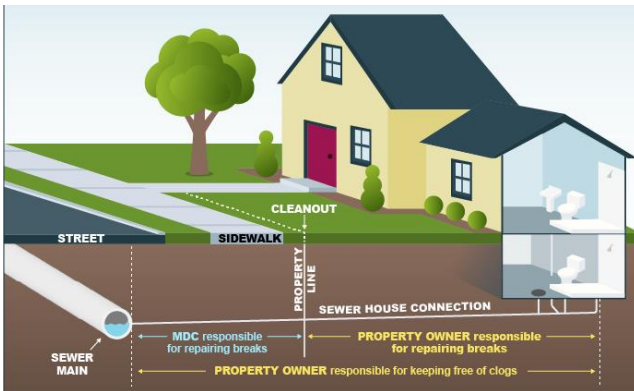 CLEANOUT
STREET
SIDEWALK
PROPERTY
LINE
SEWER HOUSE CONNECTION
MDC responsible
for repairing breaks
PROPERTY OWNER responsible
for repairing breaks
SEWER
MAIN
PROPERTY OWNER responsible for keeping free of clogs